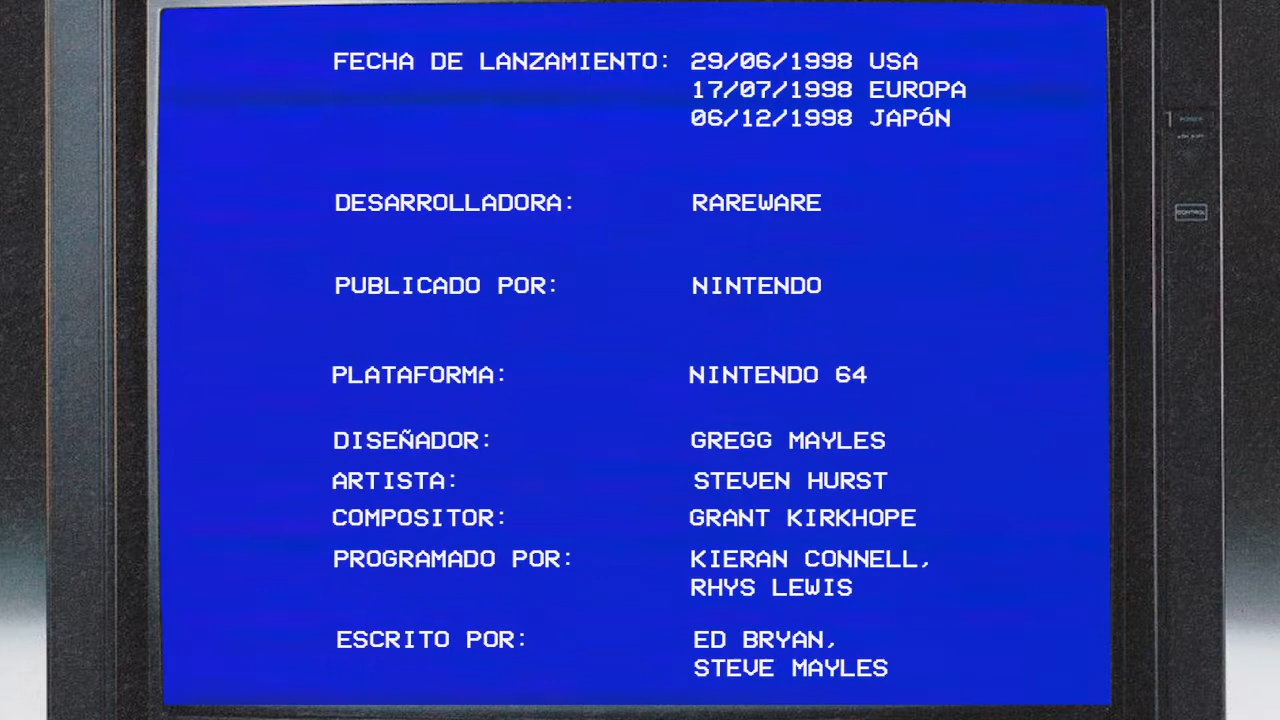 FECHA DE LANZAMIENTO: 29/06/1998 USA
17/07/1998 EUROPA
06/12/1998 JAPÓN
DESARROLLADORA: RAREWARE
PUBLICADO POR: NINTENDO
PLATAFORMA: NINTENDO 64
DISEÑADOR: GREGG MAYLES
ARTISTA: STEVEN HURST
COMPOSITOR: GRANT KIRKHOPE
PROGRAMADO POR: KIERAN CONNELL,
RHYS LEWIS
ESCRITO POR: ED BRYAN,
STEVE MAYLES
POWER
CONTROL